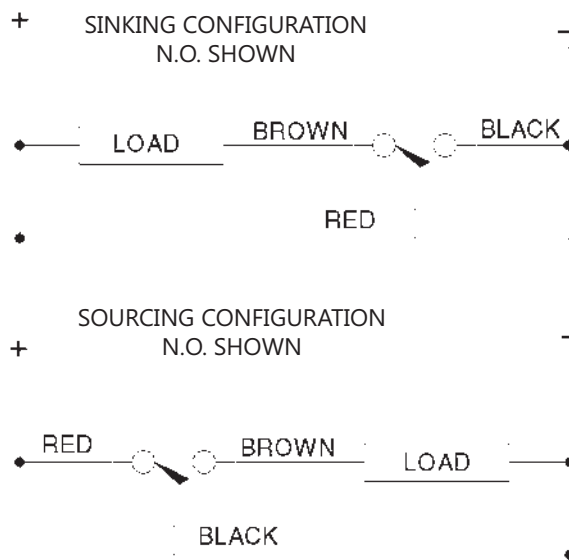 + SINKING CONFIGURATION −
N.O. SHOWN
LOAD BROWN BLACK
RED
SOURCING CONFIGURATION
+ N.O. SHOWN −
RED BROWN LOAD
BLACK